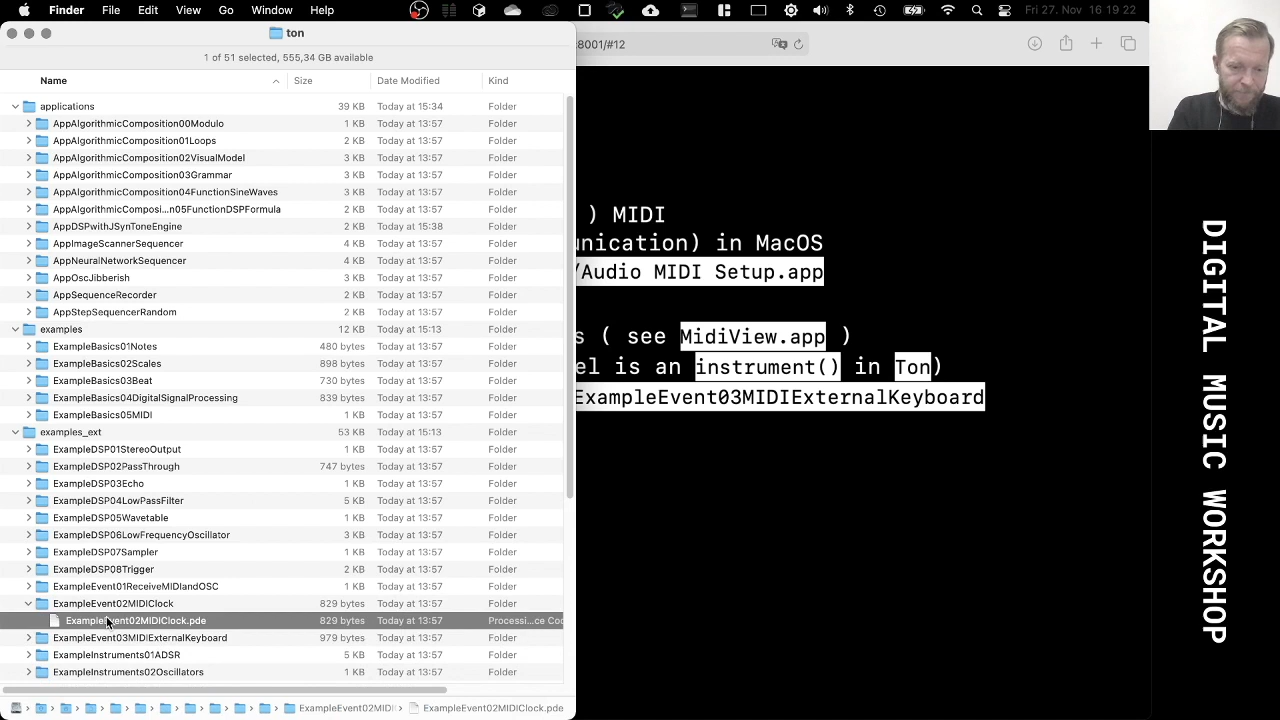 Finder File Edit View Go Window Help Fri 27. Nov 16 19 22
ton
1 of 51 selected, 555,34 GB available
Name Size Date Modified Kind
applications 39 KB Today at 15:34 Folder
AppAlgorithmicComposition00Modulo 1 KB Today at 13:57 Folder
AppAlgorithmicComposition01Loops 2 KB Today at 13:57 Folder
AppAlgorithmicComposition02VisualModel 3 KB Today at 13:57 Folder
AppAlgorithmicComposition03Grammar 3 KB Today at 13:57 Folder
AppAlgorithmicComposition04FunctionSineWaves 3 KB Today at 13:57 Folder
AppAlgorithmicComposi...n05FunctionDSPFormula 2 KB Today at 13:57 Folder
AppDSPwithJSynToneEngine 2 KB Today at 15:38 Folder
AppImageScannerSequencer 4 KB Today at 13:57 Folder
AppNeuralNetworkSequencer 4 KB Today at 13:57 Folder
AppOscJibberish 3 KB Today at 13:57 Folder
AppSequenceRecorder 2 KB Today at 13:57 Folder
AppStepSequencerRandom 2 KB Today at 13:57 Folder
examples 12 KB Today at 15:13 Folder
ExampleBasics01Notes 480 bytes Today at 13:57 Folder
ExampleBasics02Scales 898 bytes Today at 13:57 Folder
ExampleBasics03Beat 730 bytes Today at 13:57 Folder
ExampleBasics04DigitalSignalProcessing 839 bytes Today at 13:57 Folder
ExampleBasics05MIDI 1 KB Today at 13:57 Folder
examples_ext 53 KB Today at 15:13 Folder
ExampleDSP01StereoOutput 1 KB Today at 13:57 Folder
ExampleDSP02PassThrough 747 bytes Today at 13:57 Folder
ExampleDSP03Echo 1 KB Today at 13:57 Folder
ExampleDSP04LowPassFilter 5 KB Today at 13:57 Folder
ExampleDSP05Wavetable 1 KB Today at 13:57 Folder
ExampleDSP06LowFrequencyOscillator 3 KB Today at 13:57 Folder
ExampleDSP07Sampler 1 KB Today at 13:57 Folder
ExampleDSP08Trigger 2 KB Today at 13:57 Folder
ExampleEvent01ReceiveMIDIandOSC 1 KB Today at 13:57 Folder
ExampleEvent02MIDIClock 829 bytes Today at 13:57 Folder
ExampleEvent02MIDIClock.pde 829 bytes Today at 13:57 Processi...ce Coc
ExampleEvent03MIDIExternalKeyboard 979 bytes Today at 13:57 Folder
ExampleInstruments01ADSR 5 KB Today at 13:57 Folder
ExampleInstruments02Oscillators 1 KB Today at 13:57 Folder
ExampleEvent02MIDI ExampleEvent02MIDIClock.pde
:8001/#12
) MIDI
unication) in MacOS
/Audio MIDI Setup.app
s ( see MidiView.app )
el is an instrument() in Ton)
ExampleEvent03MIDIExternalKeyboard
DIGITAL MUSIC WORKSHOP